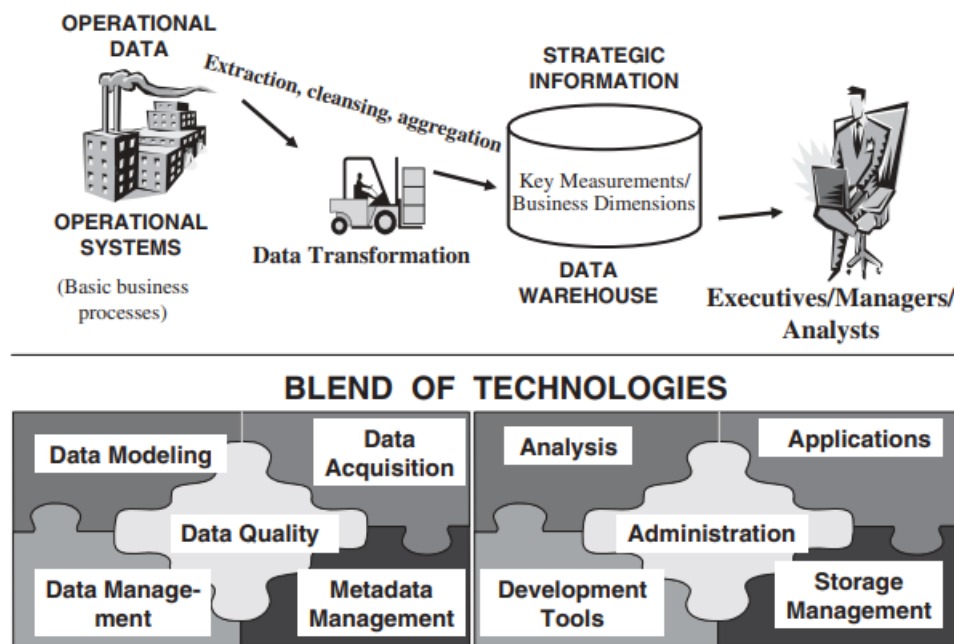 OPERATIONAL
DATA
Extraction, cleansing, aggregation
STRATEGIC
INFORMATION
Key Measurements/
Business Dimensions
OPERATIONAL
SYSTEMS
(Basic business
processes)
Data Transformation
DATA
WAREHOUSE
Executives/Managers/
Analysts
BLEND OF TECHNOLOGIES
Data Modeling
Data
Acquisition
Data Quality
Data Manage-
ment
Metadata
Management
Analysis
Applications
Administration
Development
Tools
Storage
Management